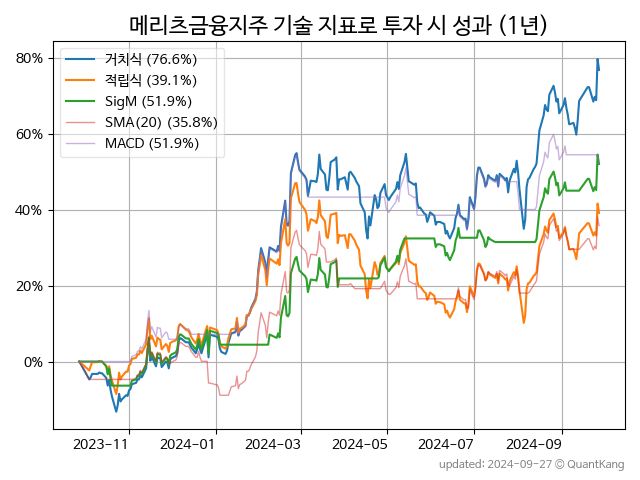 메리츠금융지주 기술 지표로 투자 시 성과 (1년)
80%
60%
40%
20%
0%
거치식 (76.6%)
적립식 (39.1%)
SigM (51.9%)
SMA(20) (35.8%)
MACD (51.9%)
2023-11
2024-01
2024-03
2024-05
2024-07
2024-09
updated: 2024-09-27 © QuantKang